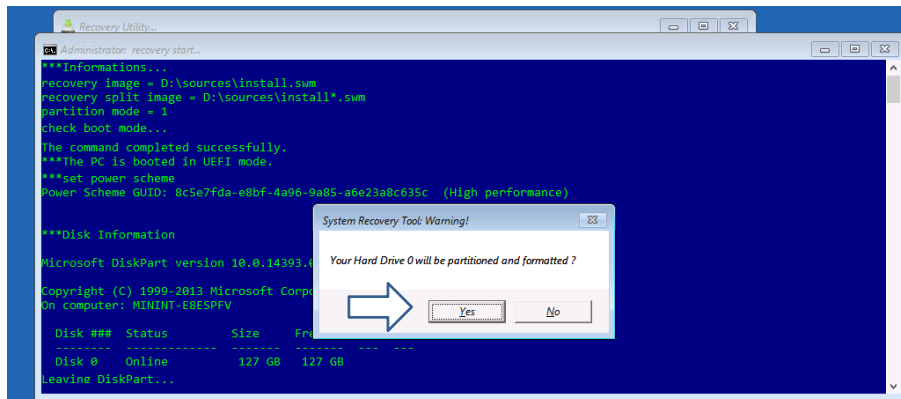 Recovery Utility...
Administrator: recovery start...
***Informations...
recovery image = D:\sources\install.swm
recovery split image = D:\sources\install*.swm
partition mode = 1
check boot mode...
The command completed successfully.
***The PC is booted in UEFI mode.
***set power scheme
Power Scheme GUID: 8c5e7fda-e8bf-4a96-9a85-a6e23a8c635c (High performance)
***Disk Information
Microsoft DiskPart version 10.0.14393.
Copyright (C) 1999-2013 Microsoft Corpo
On computer: MININT-E8ESPFV
Disk ### Status Size Fre
-------- ------------- ------- ------- --- ---
Disk 0 Online 127 GB 127 GB
Leaving DiskPart...
System Recovery Tool: Warning!
Your Hard Drive 0 will be partitioned and formatted ?
Yes No